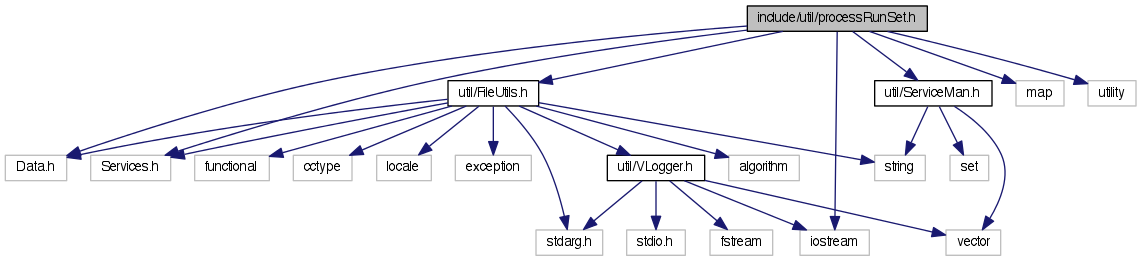 include/util/processRunSet.h
util/FileUtils.h
util/ServiceMan.h
map
utility
Data.h
Services.h
functional
cctype
locale
exception
util/VLogger.h
algorithm
string
set
stdarg.h
stdio.h
fstream
iostream
vector